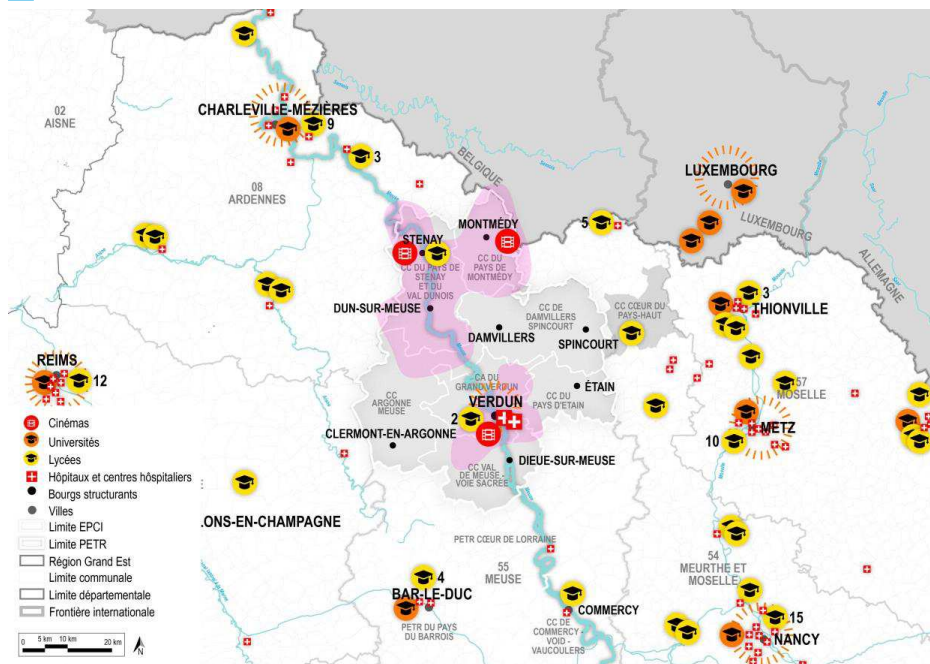 CHARLEVILLE-MÉZIÈRES
9
3
02
AISNE
08
ARDENNES
BELGIQUE
LUXEMBOURG
LUXEMBOURG
ALLEMAGNE
MONTMÉDY
5
STENAY
CC DU PAYS DE
STENAY
ET DU
VAL DUNOIS
CC DU
PAYS DE
MONTMÉDY
DUN-SUR-MEUSE
CC DE
DAMVILLERS
SPINCOURT
CC CŒUR DU
PAYS-HAUT
DAMVILLERS
SPINCOURT
3
THIONVILLE
REIMS
12
CA DU
GRAND VERDUN
VERDUN
2
ÉTAIN
CC DU
PAYS D'ETAIN
CC
ARGONNE
MEUSE
CLERMONT-EN-ARGONNE
DIEUE-SUR-MEUSE
CC VAL
DE MEUSE -
VOIE SACRÉE
57
MOSELLE
METZ
10
LONS-EN-CHAMPAGNE
PETR CŒUR DE LORRAINE
55
MEUSE
4
BAR-LE-DUC
PETR DU PAYS
DU BARROIS
COMMERCY
CC DE
COMMERCY -
VOID -
VAUCOULEURS
54
MEURTHE ET
MOSELLE
15
NANCY
Cinémas
Universités
Lycées
Hôpitaux et centres hôspitaliers
Bourgs structurants
Villes
Limite EPCI
Limite PETR
Région Grand Est
Limite communale
Limite départementale
Frontière internationale
0 5 km 10 km 20 km
N